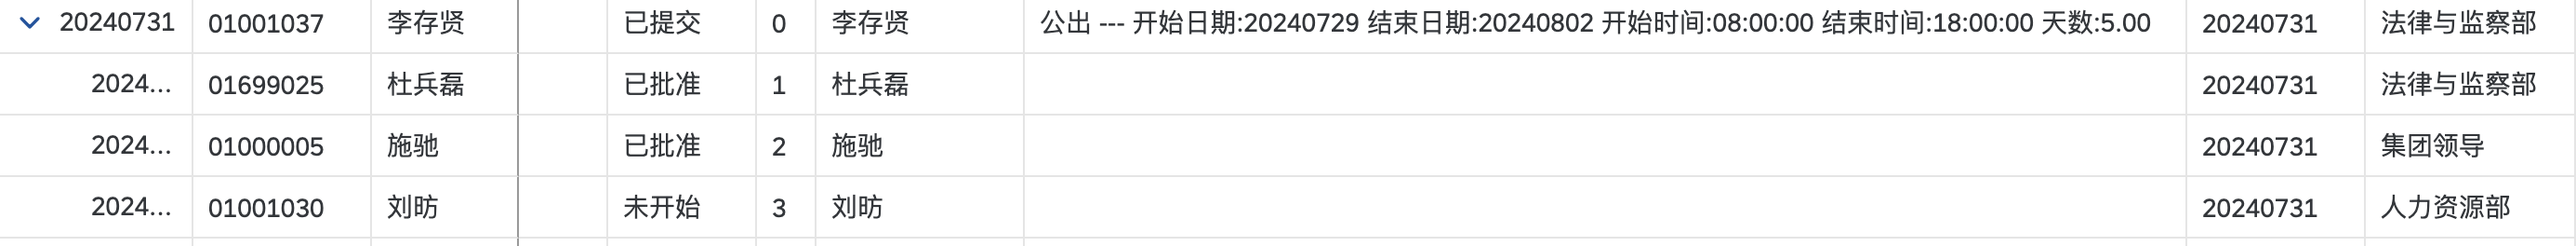 20240731 01001037 李存贤 已提交 0 李存贤 公出 --- 开始日期:20240729 结束日期:20240802 开始时间:08:00:00 结束时间:18:00:00 天数:5.00 20240731 法律与监察部
2024... 01699025 杜兵磊 已批准 1 杜兵磊 20240731 法律与监察部
2024... 01000005 施驰 已批准 2 施驰 20240731 集团领导
2024... 01001030 刘昉 未开始 3 刘昉 20240731 人力资源部